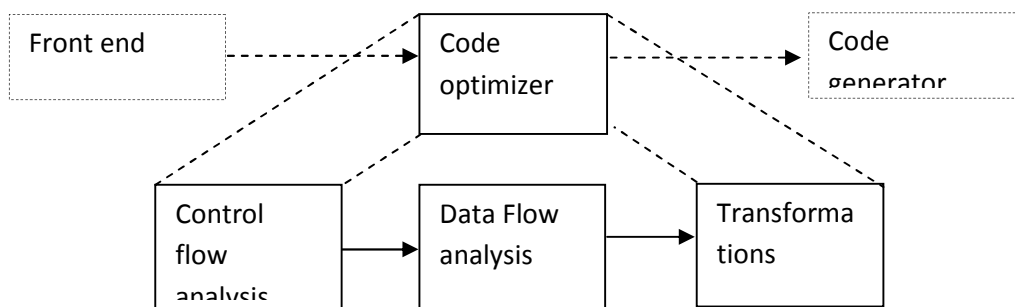 Front end
Code
optimizer
Code
generator
Control
flow
analysis
Data Flow
analysis
Transforma
tions